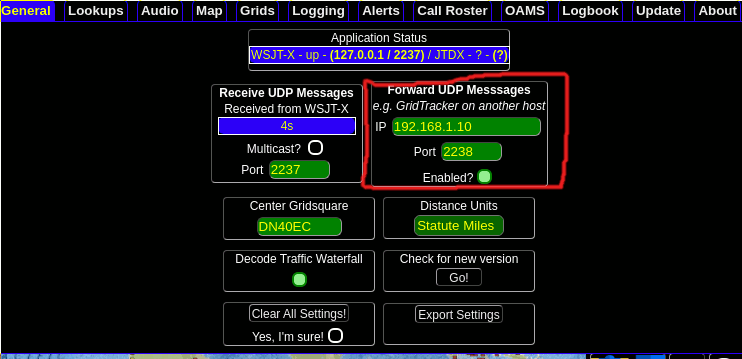 General Lookups Audio Map Grids Logging Alerts Call Roster OAMS Logbook Update About
Application Status
WSJT-X - up - (127.0.0.1 / 2237) / JTDX - ? - (?)
Receive UDP Messages
Received from WSJT-X
4s
Multicast?
Port 2237
Forward UDP Messsages
e.g. GridTracker on another host
IP 192.168.1.10
Port 2238
Enabled?
Center Gridsquare
DN40EC
Distance Units
Statute Miles
Decode Traffic Waterfall
Check for new version
Go!
Clear All Settings!
Yes, I'm sure!
Export Settings